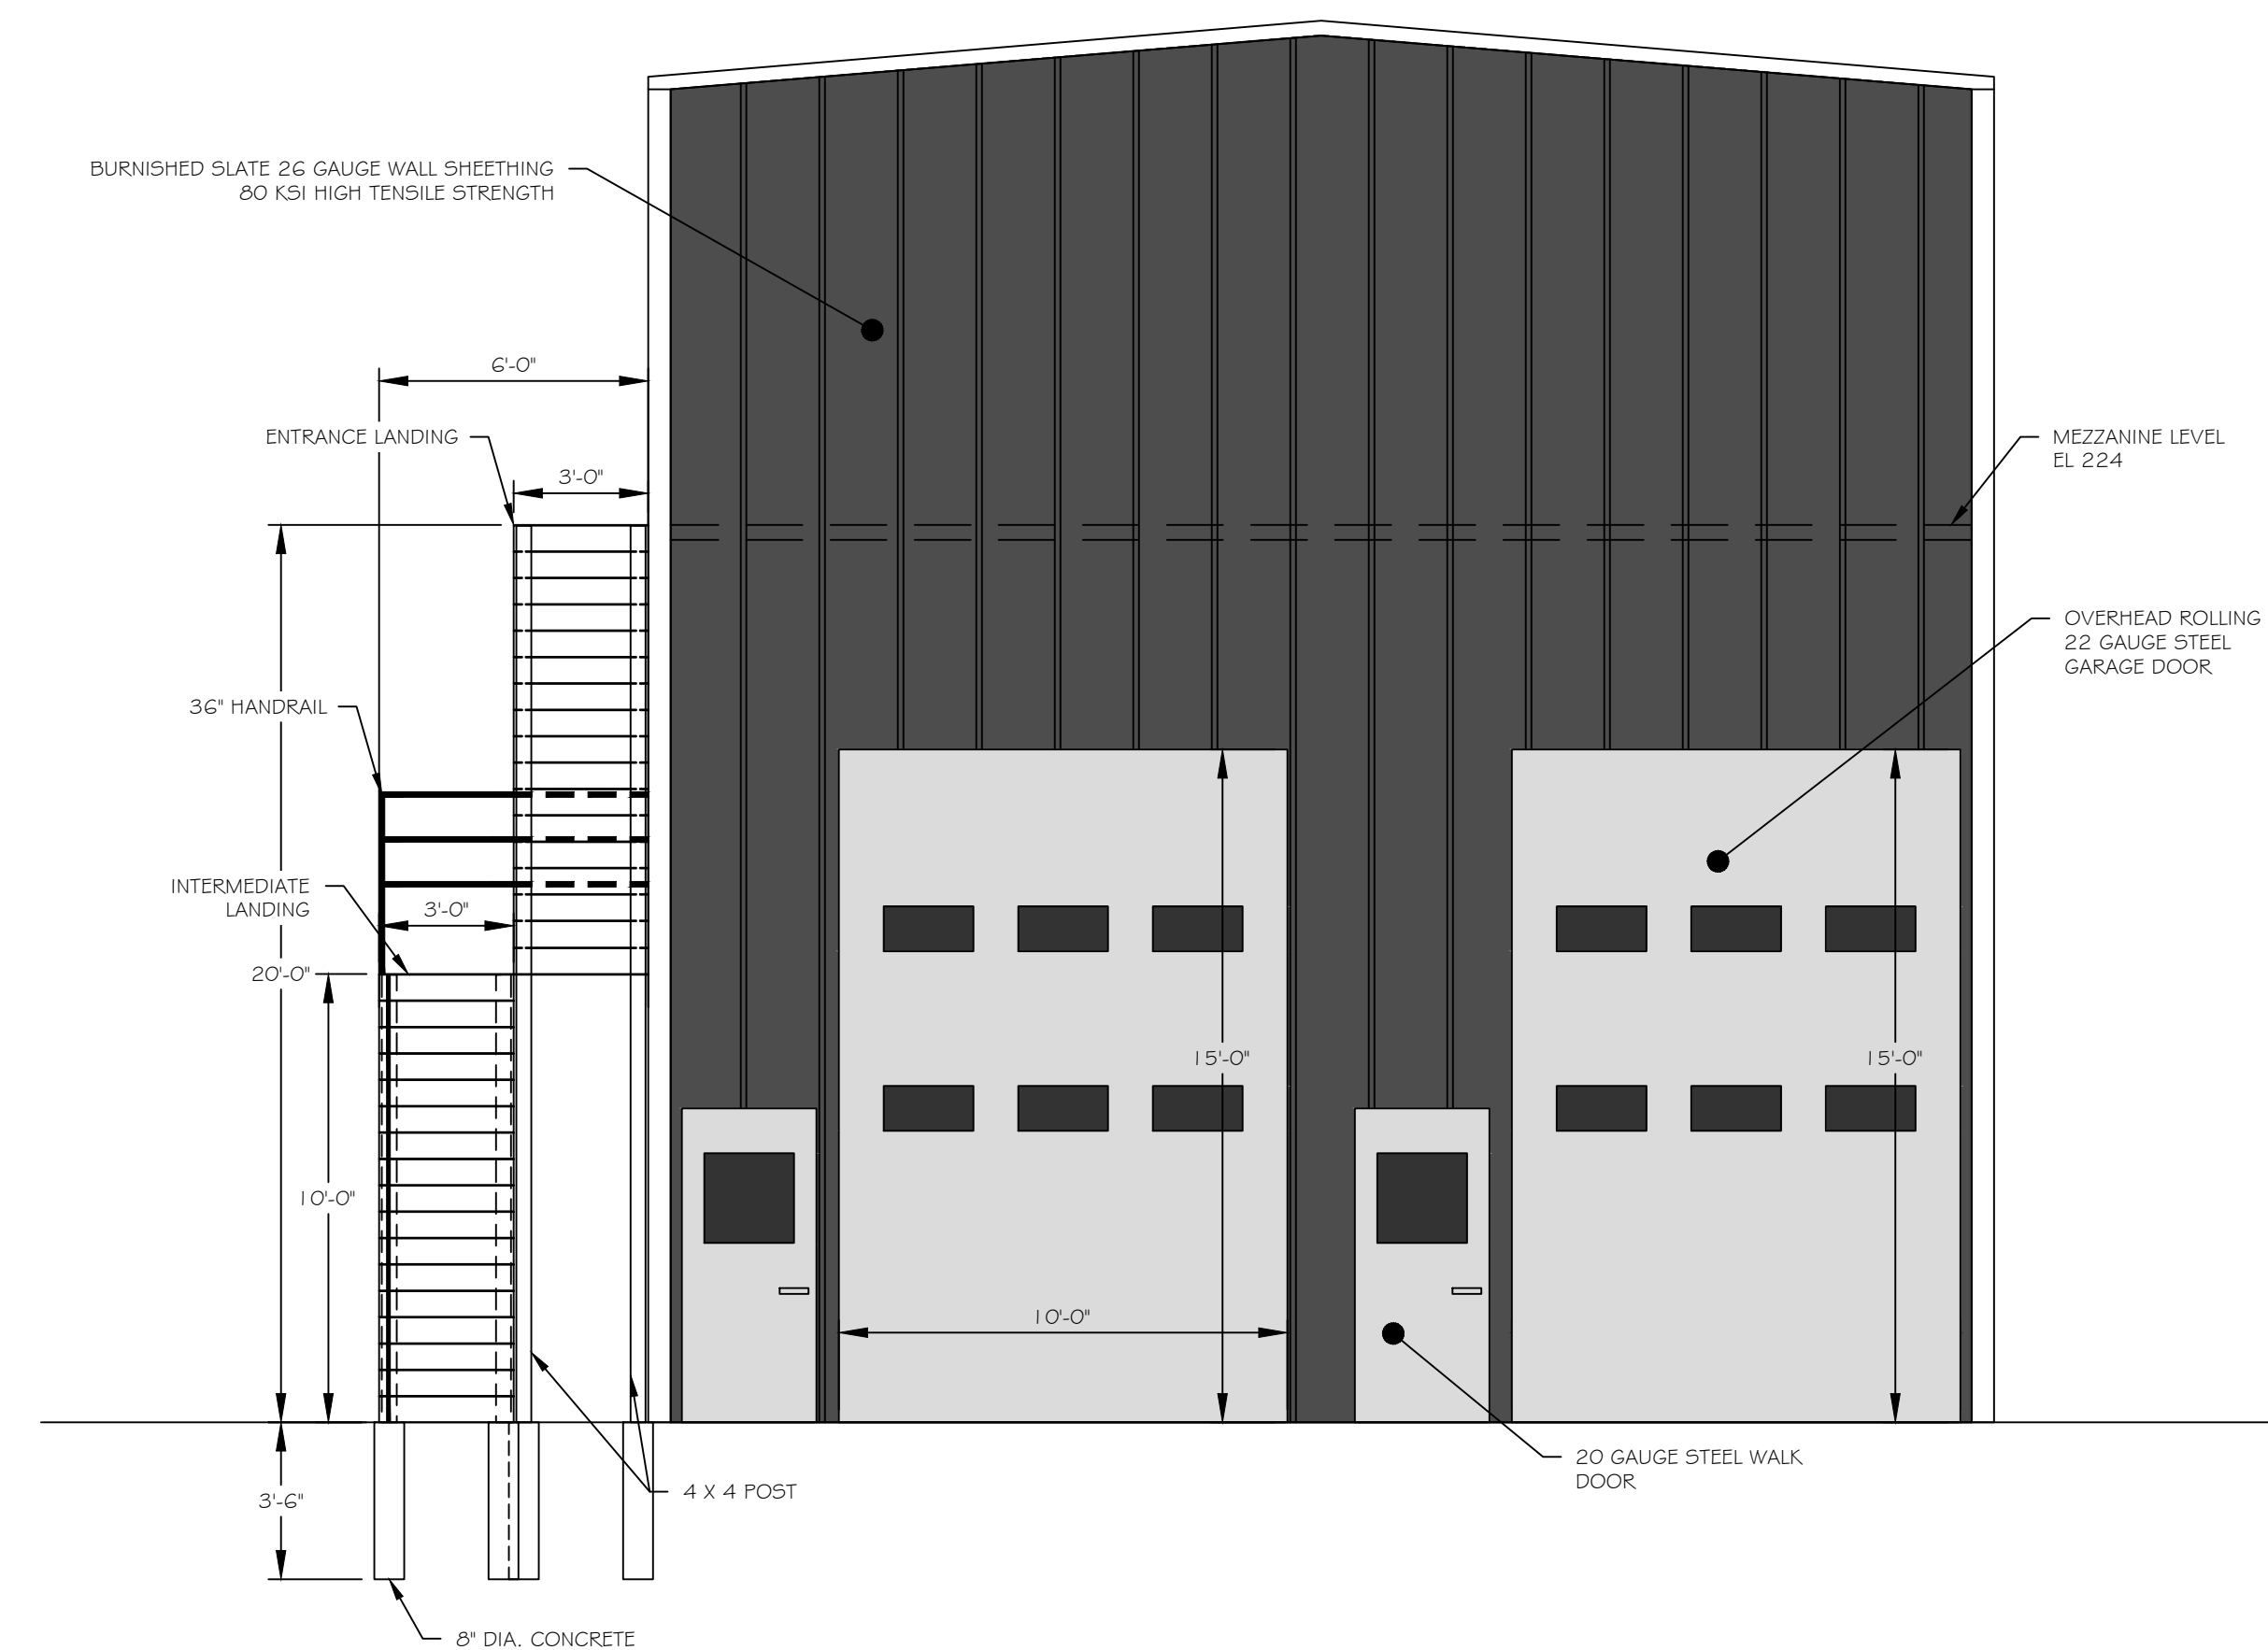 BURNISHED SLATE 26 GAUGE WALL SHEETHING
80 KSI HIGH TENSILE STRENGTH
6'-0"
ENTRANCE LANDING
3'-0"
MEZZANINE LEVEL
EL 224
OVERHEAD ROLLING
22 GAUGE STEEL
GARAGE DOOR
36" HANDRAIL
INTERMEDIATE
LANDING
3'-0"
20'-0"
10'-0"
15'-0"
15'-0"
10'-0"
20 GAUGE STEEL WALK
DOOR
3'-6"
4 X 4 POST
8" DIA. CONCRETE